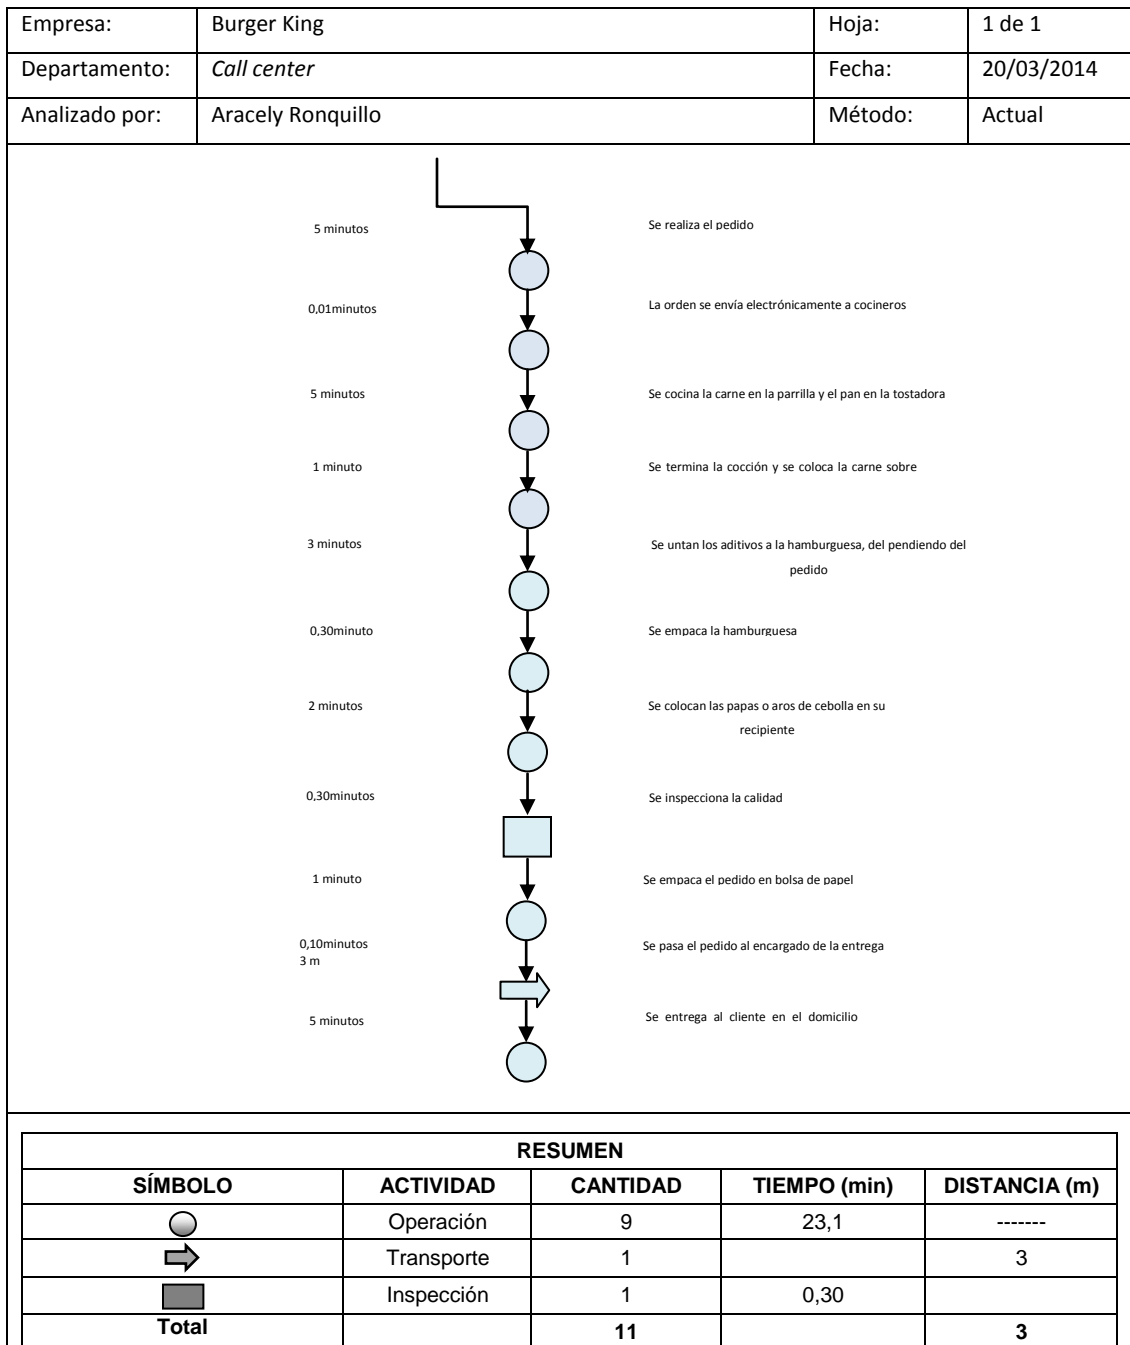 Empresa: Burger King Hoja: 1 de 1
Departamento: Call center Fecha: 20/03/2014
Analizado por: Aracely Ronquillo Método: Actual
5 minutos Se realiza el pedido
0,01minutos La orden se envía electrónicamente a cocineros
5 minutos Se cocina la carne en la parrilla y el pan en la tostadora
1 minuto Se termina la cocción y se coloca la carne sobre
3 minutos Se untan los aditivos a la hamburguesa, del pendiendo del
pedido
0,30minuto Se empaca la hamburguesa
2 minutos Se colocan las papas o aros de cebolla en su
recipiente
0,30minutos Se inspecciona la calidad
1 minuto Se empaca el pedido en bolsa de papel
0,10minutos Se pasa el pedido al encargado de la entrega
3 m
5 minutos Se entrega al cliente en el domicilio
RESUMEN
SÍMBOLO ACTIVIDAD CANTIDAD TIEMPO (min) DISTANCIA (m)
Operación 9 23,1 -------
Transporte 1 3
Inspección 1 0,30
Total 11 3